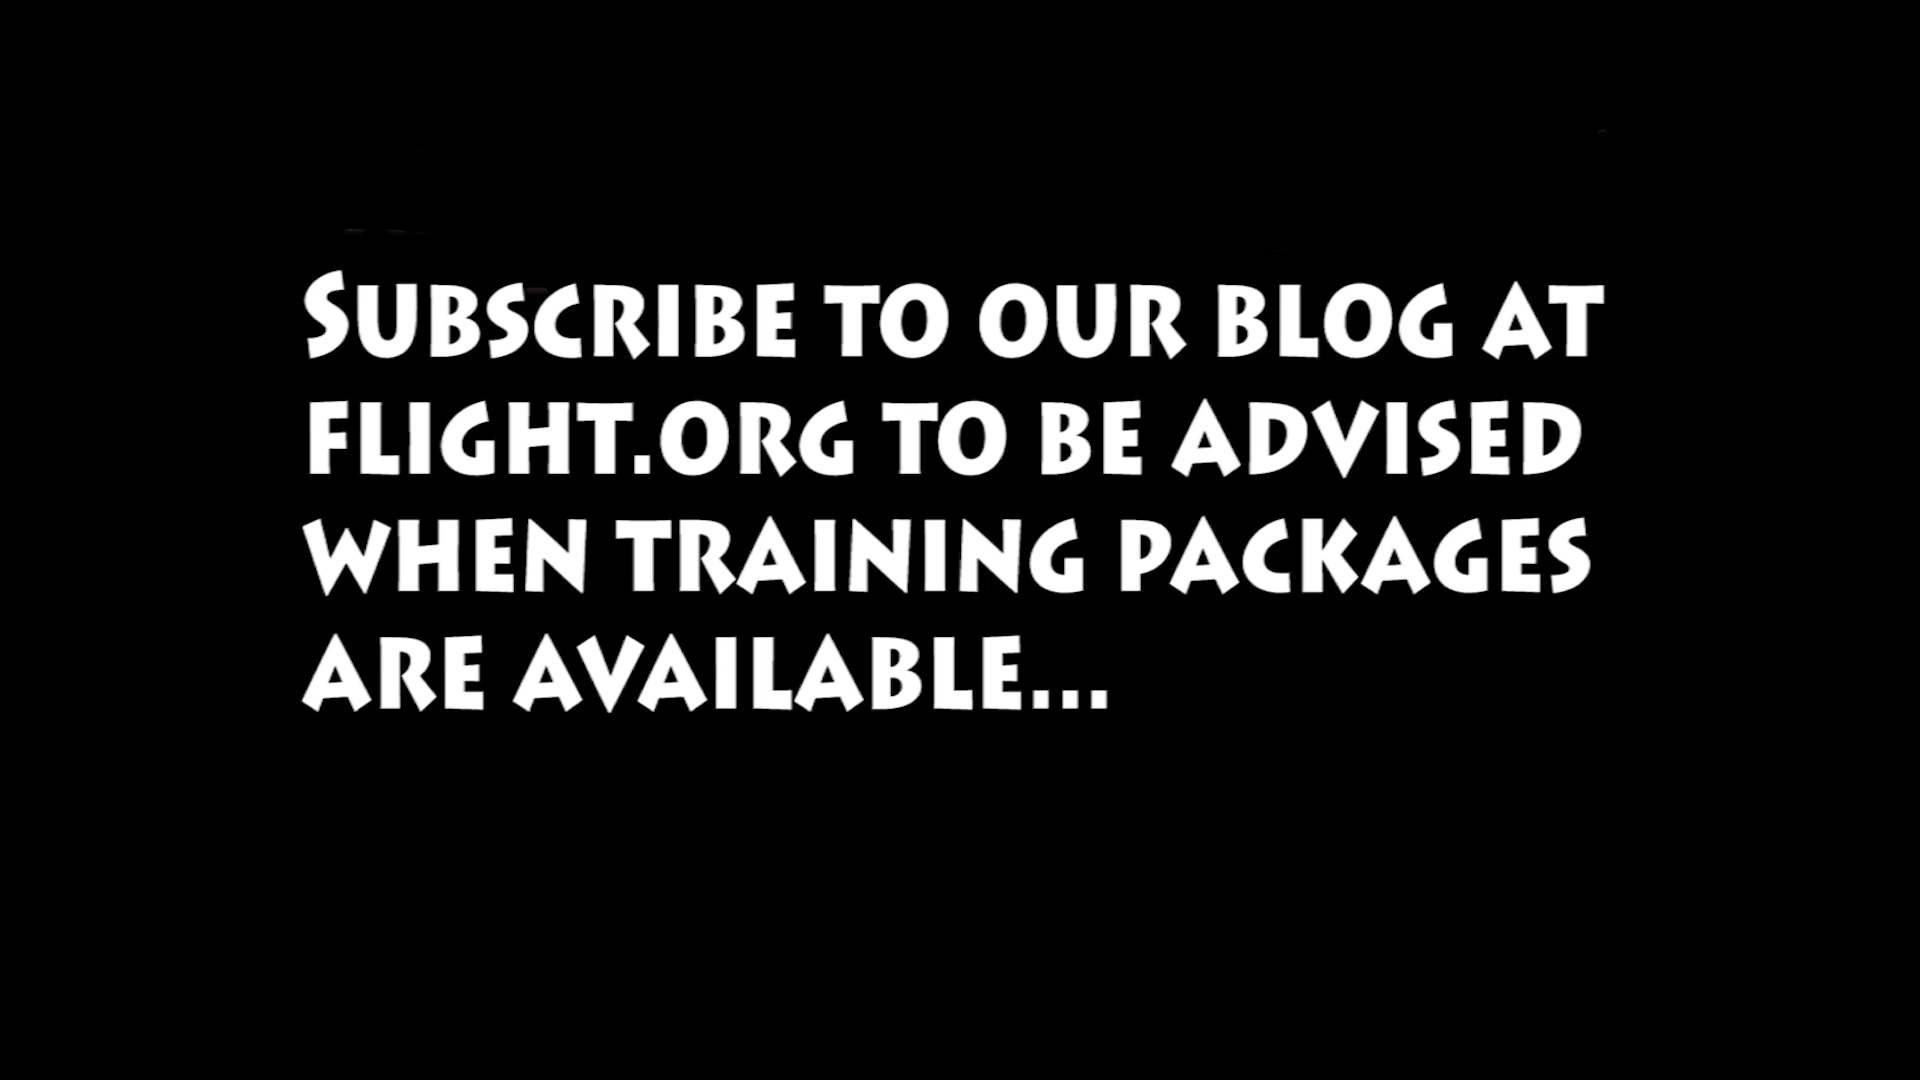 Subscribe to our blog at
flight.org to be advised
when training packages
are available...